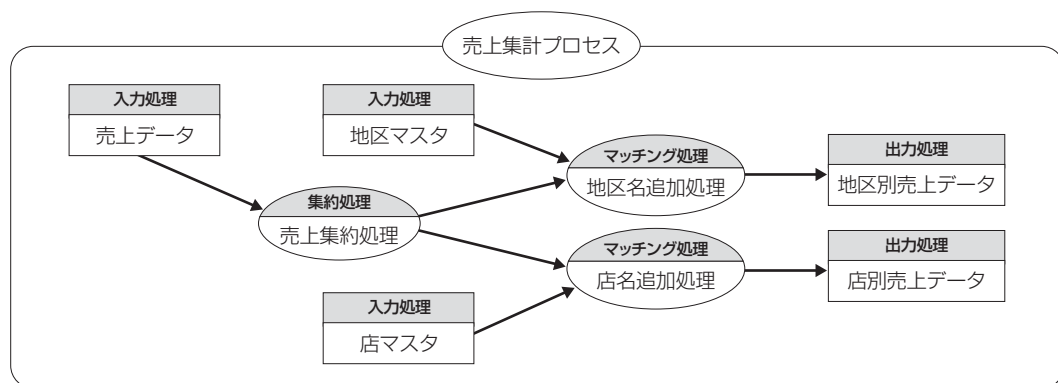 売上集計プロセス
入力処理
売上データ
入力処理
地区マスタ
マッチング処理
地区名追加処理
出力処理
地区別売上データ
集約処理
売上集約処理
マッチング処理
店名追加処理
出力処理
店別売上データ
入力処理
店マスタ